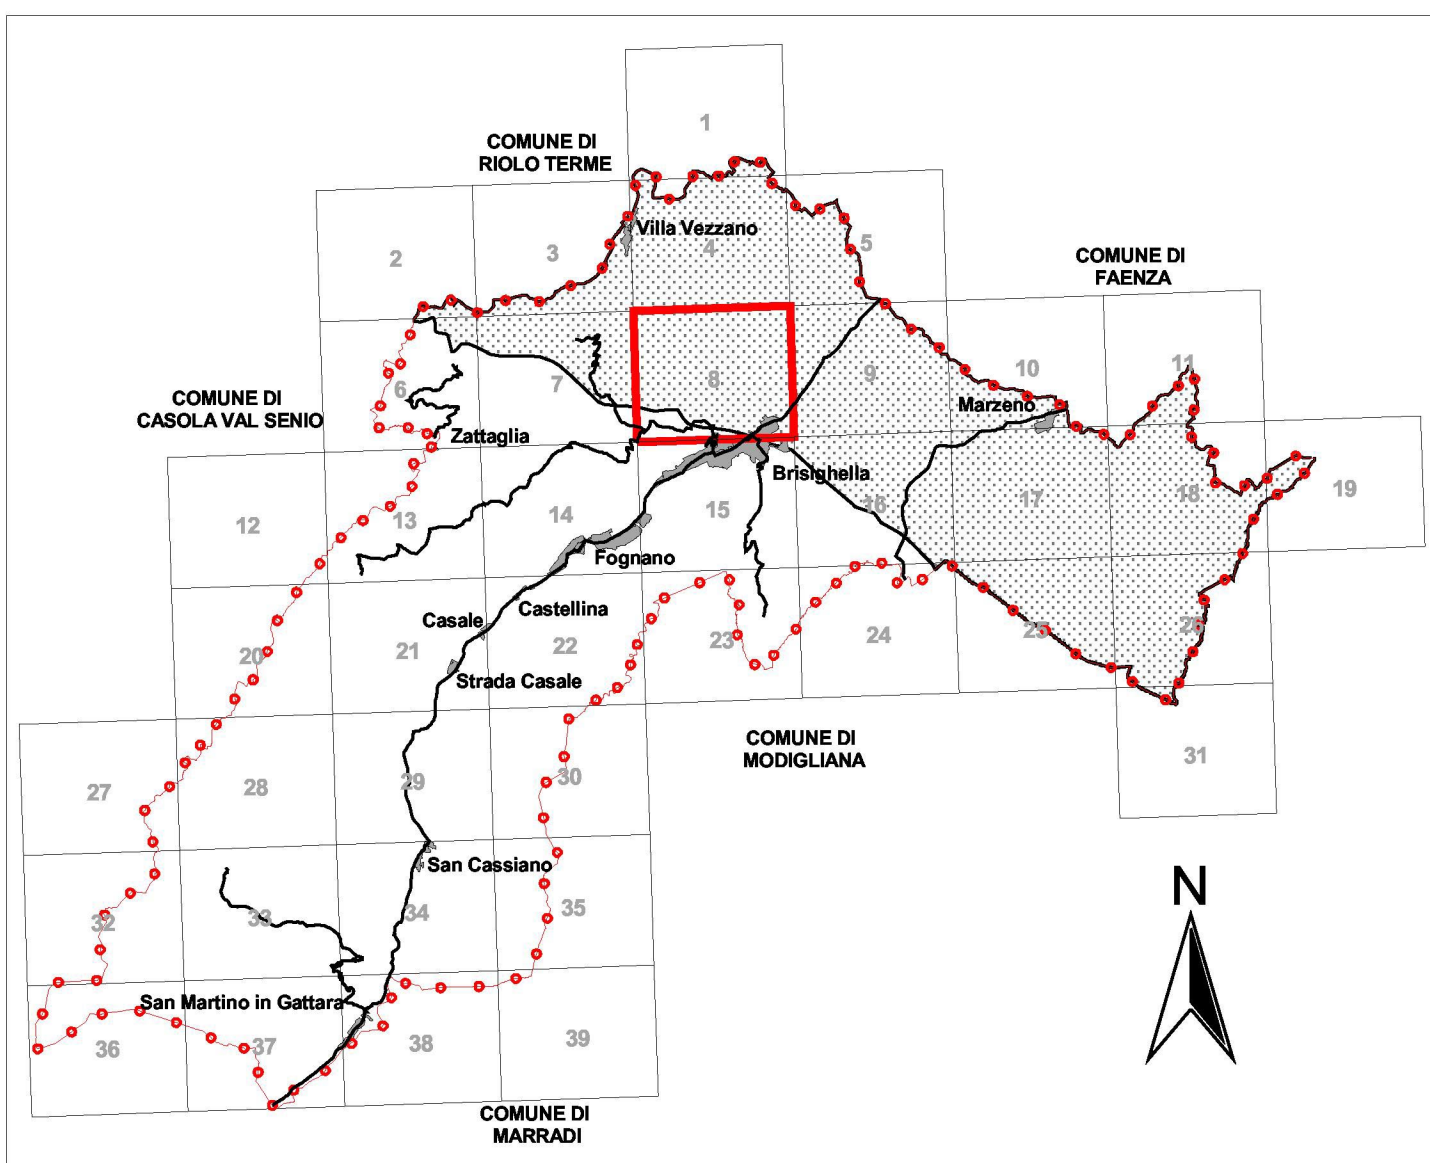 1
COMUNE DI
RIOLO TERME
Villa Vezzano
2
3
4
5
COMUNE DI
FAENZA
6
7
8
9
10
11
COMUNE DI
CASOLA VAL SENIO
Marzeno
Zattaglia
Brisighella
12
13
14
15
16
17
18
19
Fognano
Castellina
Casale
20
21
22
23
24
25
26
Strada Casale
COMUNE DI
MODIGLIANA
27
28
29
30
31
San Cassiano
32
33
34
35
N
San Martino in Gattara
36
37
38
39
COMUNE DI
MARRADI